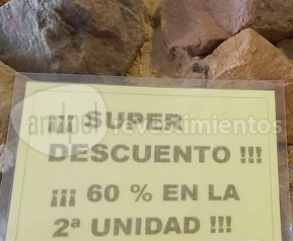 ¡¡¡ SUPER
DESCUENTO !!!
¡¡¡ 60 % EN LA
2ª UNIDAD !!!
revestimientos